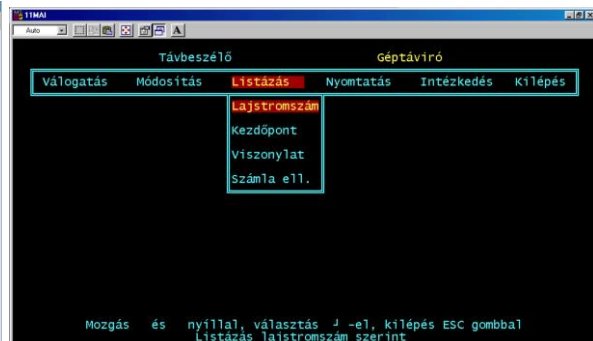 11MAI
Auto
Távbeszélő Géptáviró
Válogatás Módosítás Listázás Nyomtatás Intézkedés Kilépés
Lajstromszám
Kezdőpont
Viszonylat
Számla ell.
Mozgás és nyíllal, választás ┘ -el, kilépés ESC gombbal
Listázás lajstromszám szerint